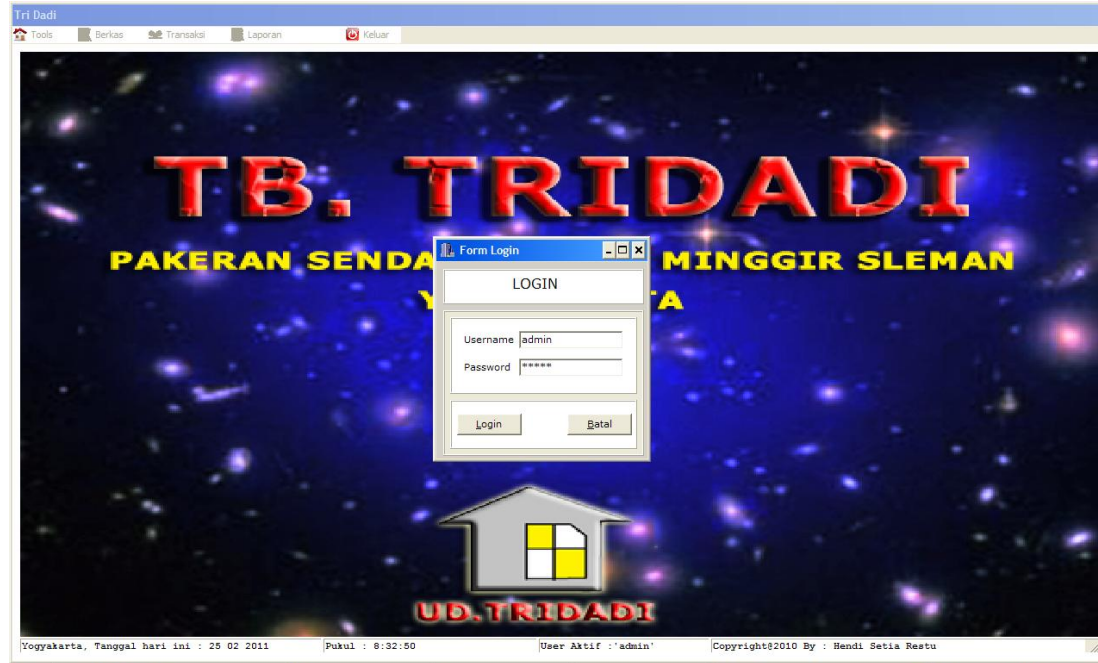 Tri Dadi
Tools Berkas Transaksi Laporan Keluar
TB. TRIDADI
PAKERAN MINGGIR SLEMAN
Form Login
LOGIN
Username admin
Password *****
Login Batal
UD.TRIDADI
Yogyakarta, Tanggal hari ini : 25 02 2011 Pukul : 8:32:50 User Aktif :'admin' Copyright@2010 By : Hendi Setia Restu